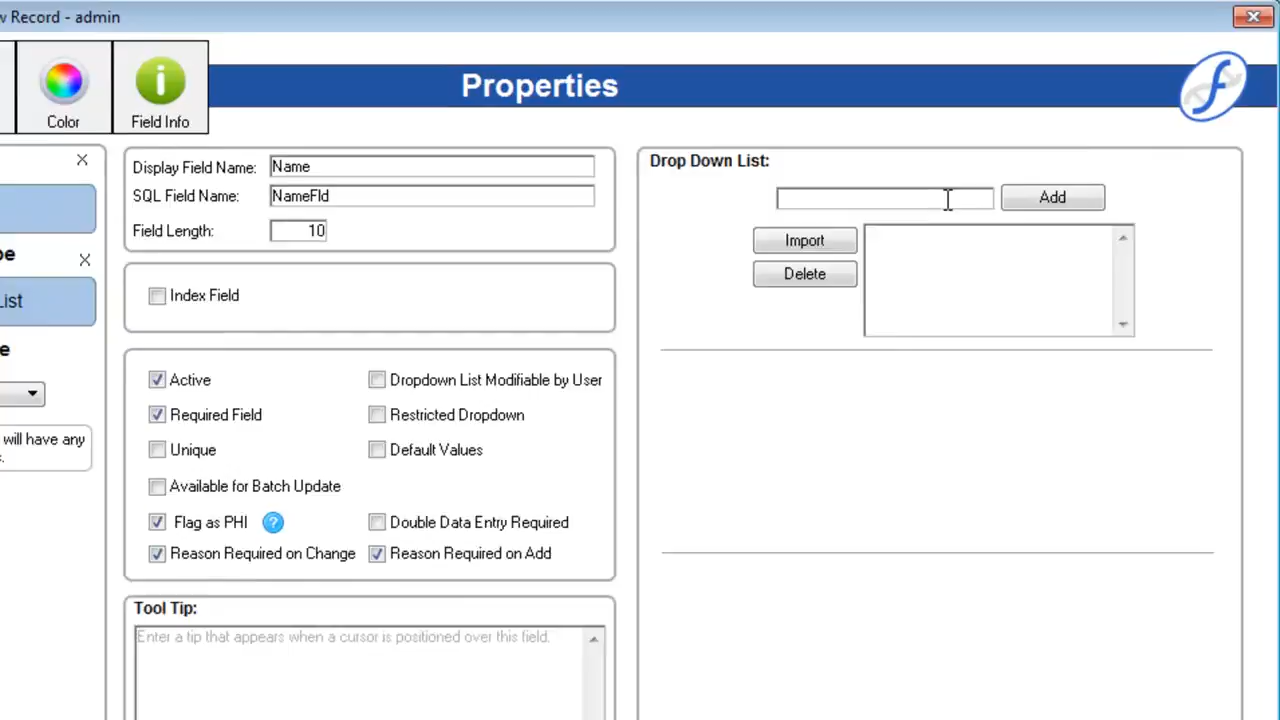 w Record - admin
Properties
Color
Field Info
pe
List
e
will have any
s.
Display Field Name: Name
SQL Field Name: NameFld
Field Length: 10
Index Field
Active
Dropdown List Modifiable by User
Required Field
Restricted Dropdown
Unique
Default Values
Available for Batch Update
Flag as PHI ?
Double Data Entry Required
Reason Required on Change
Reason Required on Add
Tool Tip:
Enter a tip that appears when a cursor is positioned over this field.
Drop Down List:
Add
Import
Delete